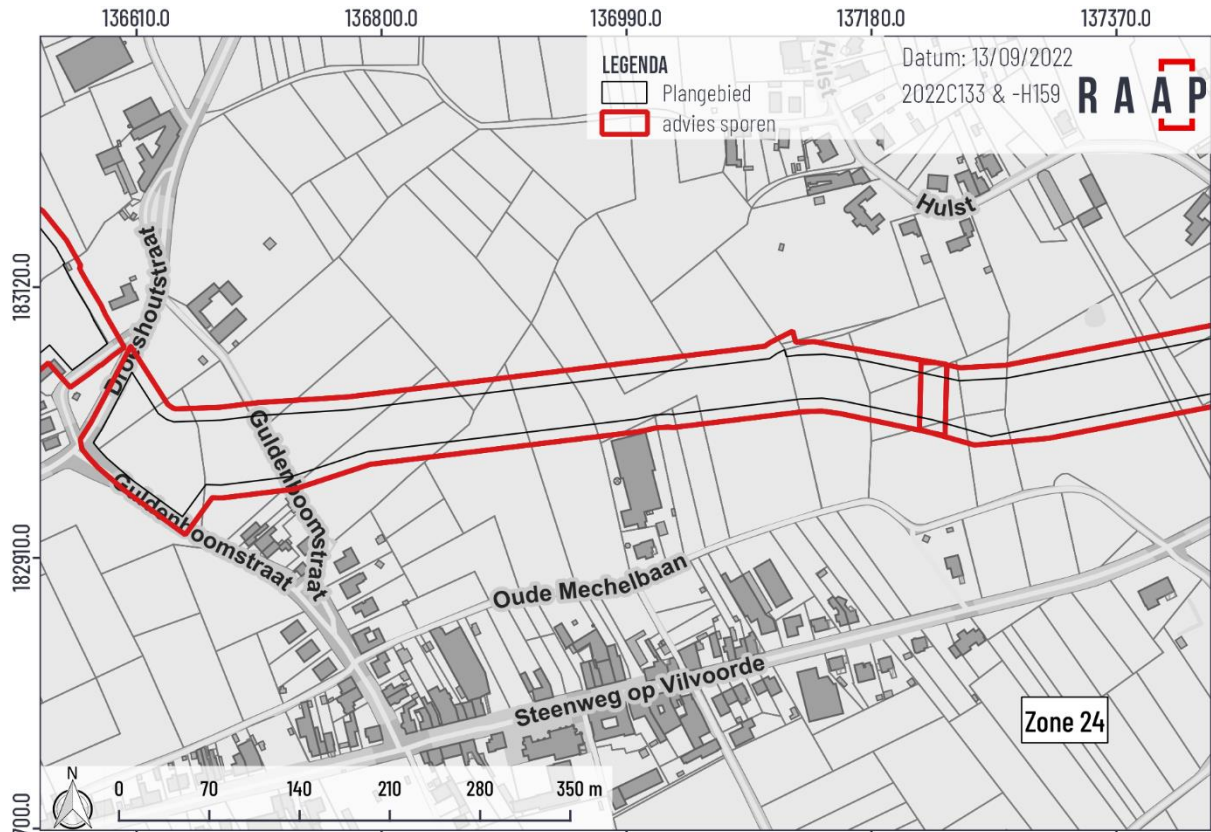 136610.0 136800.0 136990.0 137180.0 137370.0
LEGENDA
Plangebied
advies sporen
Datum: 13/09/2022
2022C133 & -H159
RAAP
Hulst
Hulst
183120.0
Drooshoutstraat
Guldenboomstraat
Guldenboomstraat
182910.0
Oude Mechelbaan
Steenweg op Vilvoorde
Zone 24
N
0 70 140 210 280 350 m